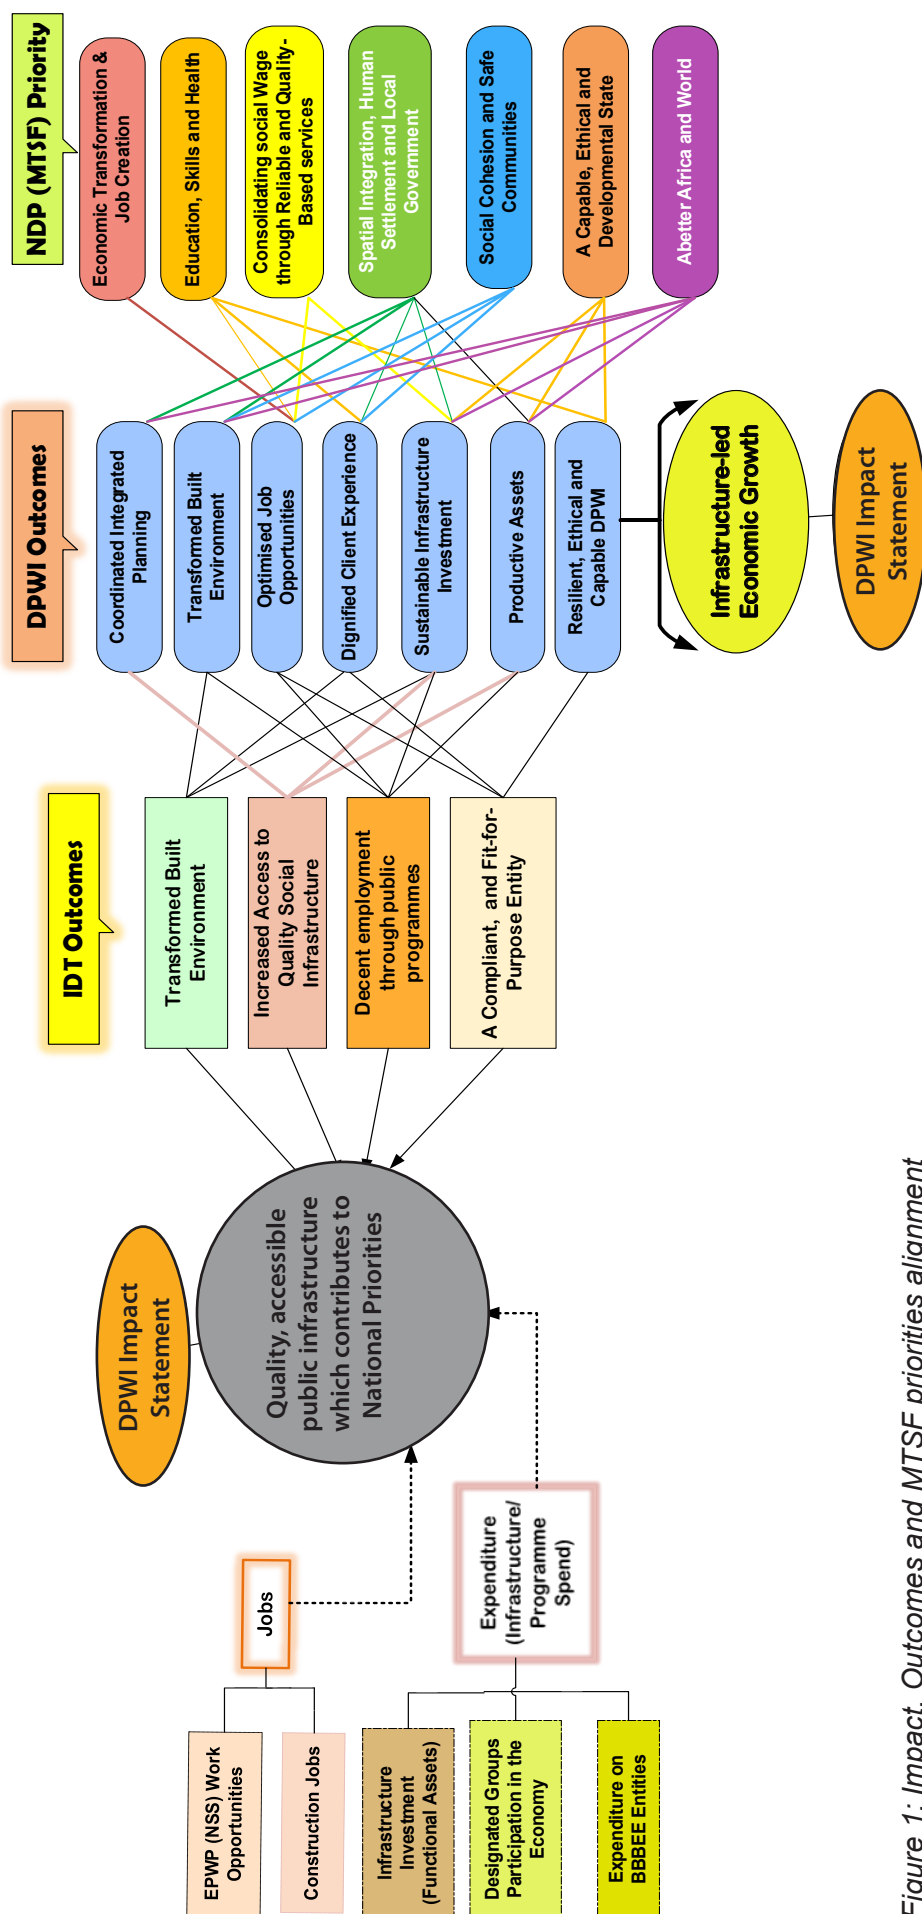 NDP (MTSF) Priority
Economic Transformation &
Job Creation
Education, Skills and Health
Consolidating social Wage
through Reliable and Quality-
Based services
Spatial Integration, Human
Settlement and Local
Government
Social Cohesion and Safe
Communities
A Capable, Ethical and
Developmental State
Abetter Africa and World
DPWI Outcomes
Coordinated Integrated
Planning
Transformed Built
Environment
Optimised Job
Opportunities
Dignified Client Experience
Sustainable Infrastructure
Investment
Productive Assets
Resilient, Ethical and
Capable DPWI
Infrastructure-led
Economic Growth
DPWI Impact
Statement
IDT Outcomes
Transformed Built
Environment
Increased Access to
Quality Social
Infrastructure
Decent employment
through public
programmes
A Compliant, and Fit-for-
Purpose Entity
DPWI Impact
Statement
Quality, accessible
public infrastructure
which contributes to
National Priorities
Jobs
Expenditure
(Infrastructure/
Programme
Spend)
EPWP (NSS) Work
Opportunities
Construction Jobs
Infrastructure
Investment
(Functional Assets)
Designated Groups
Participation in the
Economy
Expenditure on
BBBEE Entities
Figure 1: Impact, Outcomes and MTSF priorities alignment